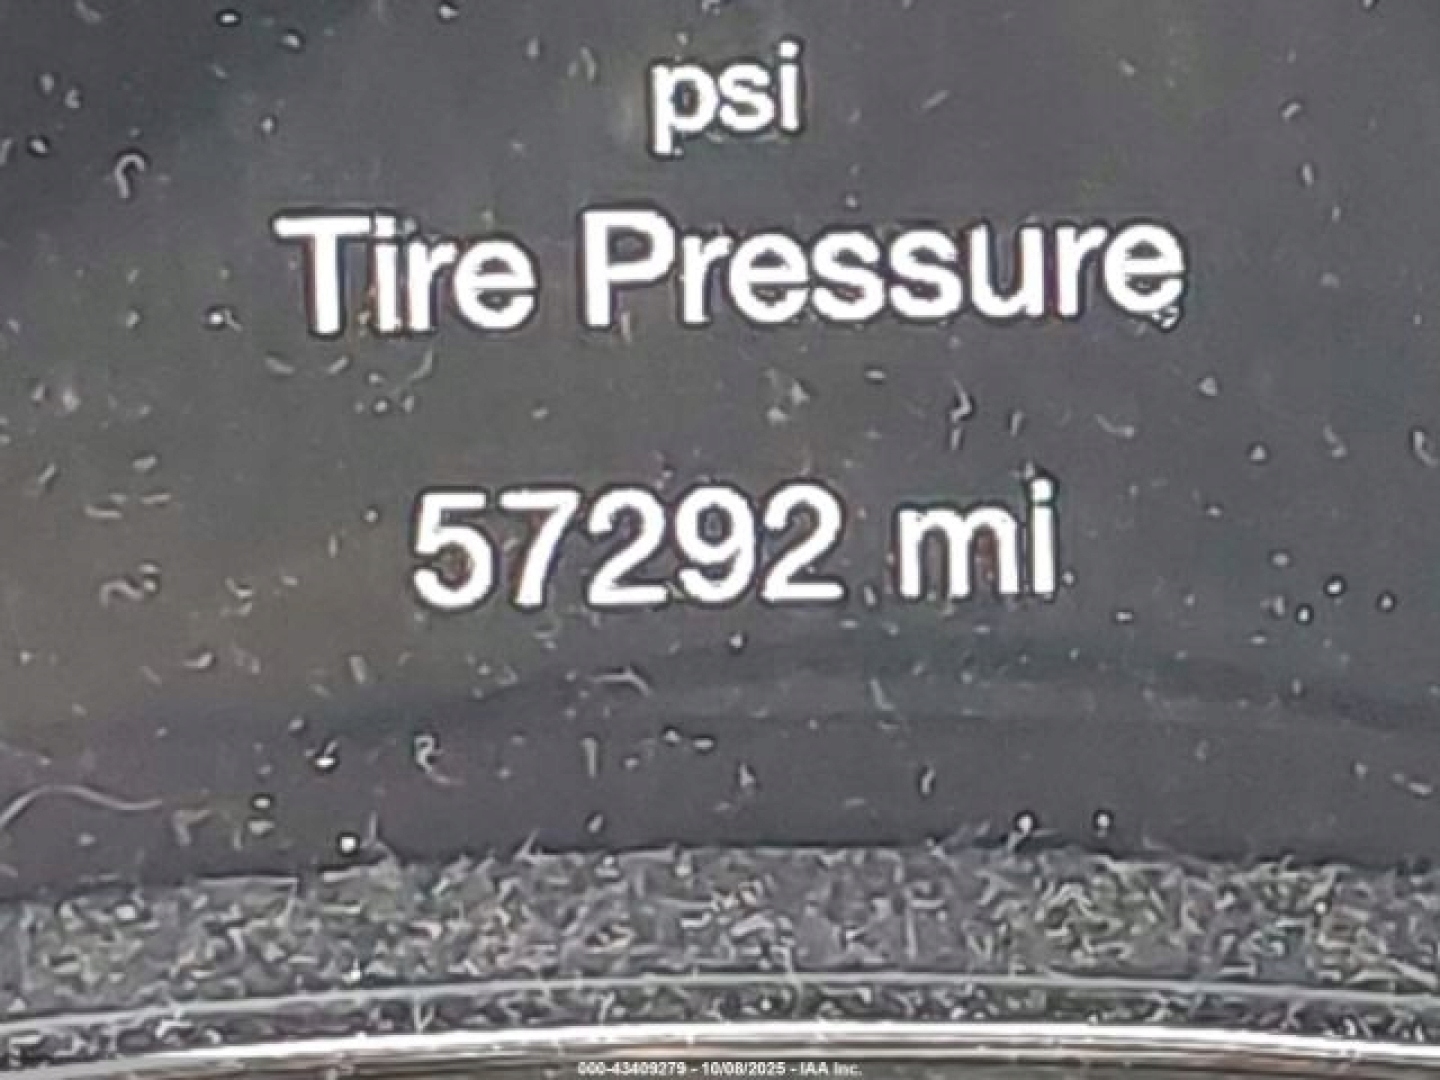 psi
Tire Pressure
57292 mi
000-43409279 - 10/08/2025 - IAA Inc.